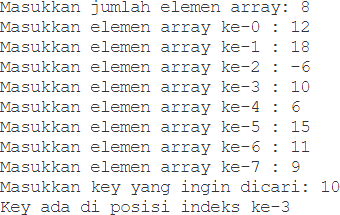 Masukkan jumlah elemen array: 8
Masukkan elemen array ke-0 : 12
Masukkan elemen array ke-1 : 18
Masukkan elemen array ke-2 : -6
Masukkan elemen array ke-3 : 10
Masukkan elemen array ke-4 : 6
Masukkan elemen array ke-5 : 15
Masukkan elemen array ke-6 : 11
Masukkan elemen array ke-7 : 9
Masukkan key yang ingin dicari: 10
Key ada di posisi indeks ke-3